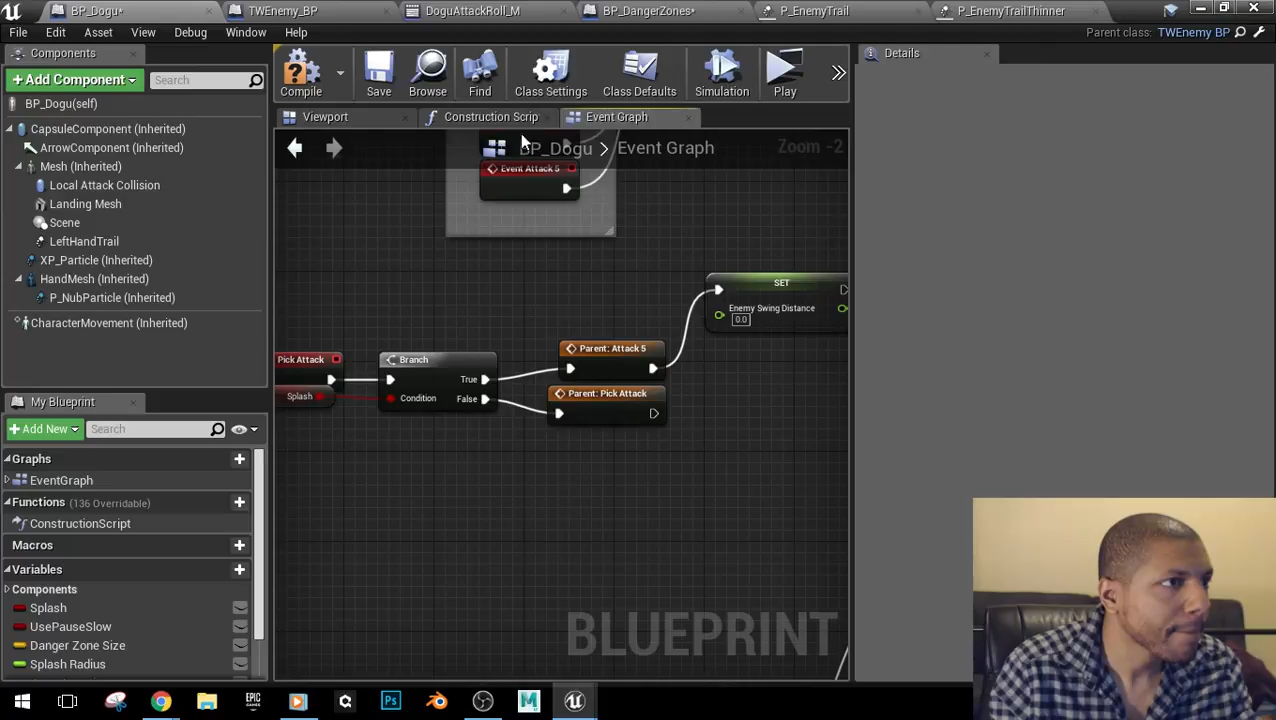 BP_Dogu*
TWEnemy_BP
DoguAttackRoll_M
BP_DangerZones*
P_EnemyTrail
P_EnemyTrailThinner
File
Edit
Asset
View
Debug
Window
Help
Parent class: TWEnemy BP
Components
+Add Component
Search
BP_Dogu(self)
CapsuleComponent (Inherited)
ArrowComponent (Inherited)
Mesh (Inherited)
Local Attack Collision
Landing Mesh
Scene
LeftHandTrail
XP_Particle (Inherited)
HandMesh (Inherited)
P_NubParticle (Inherited)
CharacterMovement (Inherited)
My Blueprint
+Add New
Search
Graphs
EventGraph
Functions (136 Overridable)
ConstructionScript
Macros
Variables
Components
Splash
UsePauseSlow
Danger Zone Size
Splash Radius
Compile
Save
Browse
Find
Class Settings
Class Defaults
Simulation
Play
Viewport
Construction Scrip
Event Graph
BP_Dogu > Event Graph
Zoom -2
Event Attack 5
SET
Enemy Swing Distance
0.0
Pick Attack
Splash
Branch
True
Condition
False
Parent: Attack 5
Parent: Pick Attack
BLUEPRINT
Details
EPIC
GAMES
Ps
M